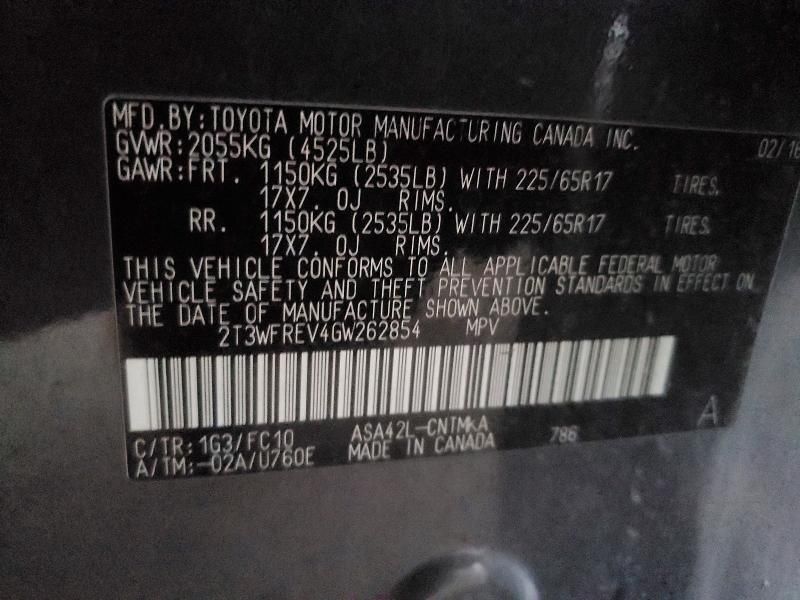 MFD.BY:TOYOTA MOTOR MANUFACTURING CANADA INC.
GVWR:2055KG (4525LB) 02/16
GAWR:FRT. 1150KG (2535LB) WITH 225/65R17 TIRES.
17X7. 0J RIMS.
RR. 1150KG (2535LB) WITH 225/65R17 TIRES.
17X7. 0J RIMS.
THIS VEHICLE CONFORMS TO ALL APPLICABLE FEDERAL MOTOR
VEHICLE SAFETY AND THEFT PREVENTION STANDARDS IN EFFECT ON
THE DATE OF MANUFACTURE SHOWN ABOVE.
2T3WFREV4GW262854 MPV
A
C/TR:1G3/FC10 ASA42L-CNTMKA 786
A/TM:-02A/U760E MADE IN CANADA